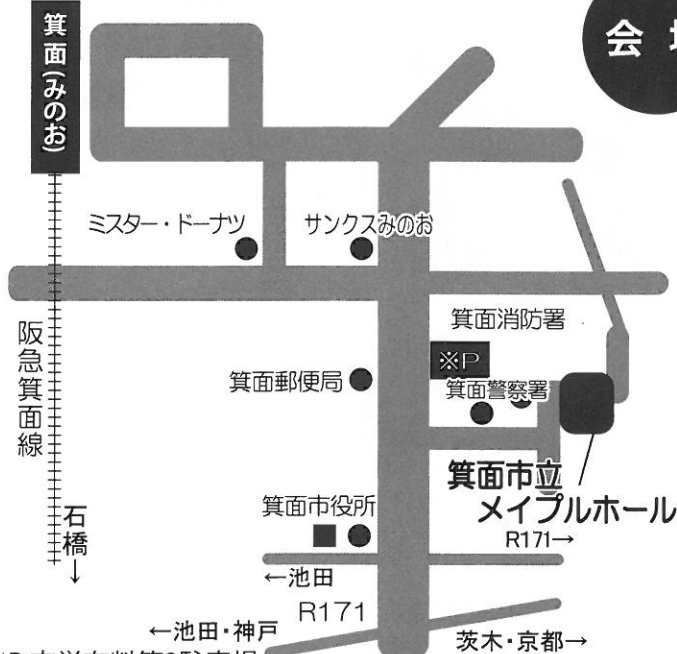 箕面(みのお)
会
ミスター・ドーナツ
サンクスみのお
箕面消防署
※P
阪急箕面線
箕面郵便局
箕面警察署
箕面市立
メイプルホール
箕面市役所
R171→
石橋↓
←池田
R171
←池田・神戸
茨木・京都→